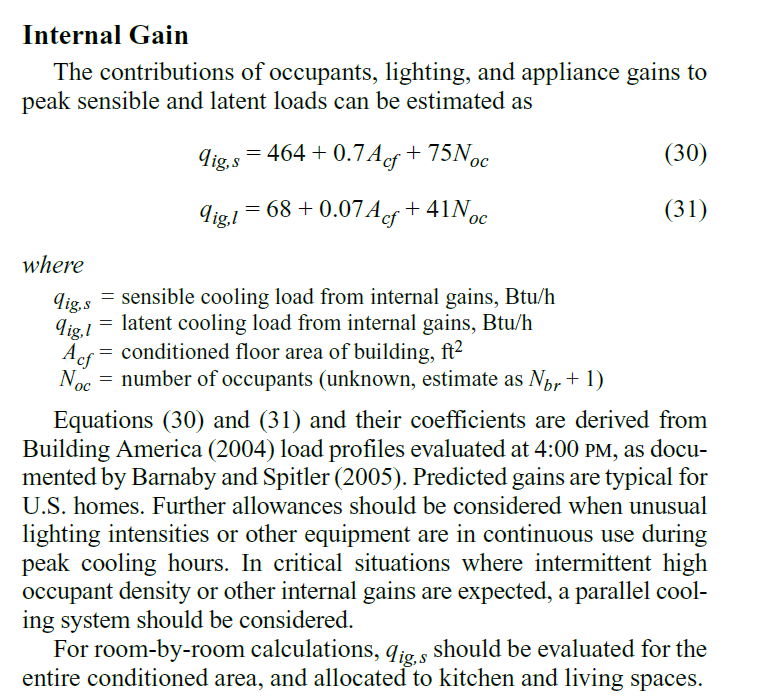 Internal Gain
The contributions of occupants, lighting, and appliance gains to
peak sensible and latent loads can be estimated as
q_{ig,s} = 464 + 0.7A_{cf} + 75N_{oc} (30)
q_{ig,l} = 68 + 0.07A_{cf} + 41N_{oc} (31)
where
q_{ig,s} = sensible cooling load from internal gains, Btu/h
q_{ig,l} = latent cooling load from internal gains, Btu/h
A_{cf} = conditioned floor area of building, ft²
N_{oc} = number of occupants (unknown, estimate as N_{br} + 1)
Equations (30) and (31) and their coefficients are derived from
Building America (2004) load profiles evaluated at 4:00 PM, as docu-
mented by Barnaby and Spitler (2005). Predicted gains are typical for
U.S. homes. Further allowances should be considered when unusual
lighting intensities or other equipment are in continuous use during
peak cooling hours. In critical situations where intermittent high
occupant density or other internal gains are expected, a parallel cool-
ing system should be considered.
For room-by-room calculations, q_{ig,s} should be evaluated for the
entire conditioned area, and allocated to kitchen and living spaces.